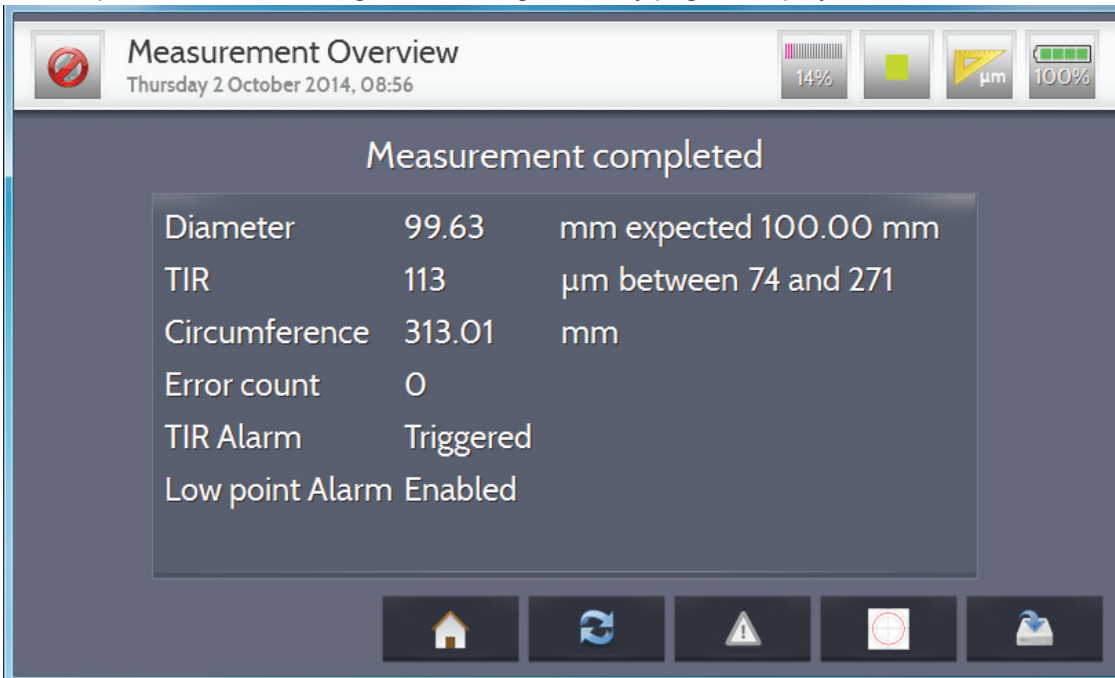 Measurement Overview
Thursday 2 October 2014, 08:56
14%
µm
100%
Measurement completed
Diameter 99.63 mm expected 100.00 mm
TIR 113 µm between 74 and 271
Circumference 313.01 mm
Error count 0
TIR Alarm Triggered
Low point Alarm Enabled